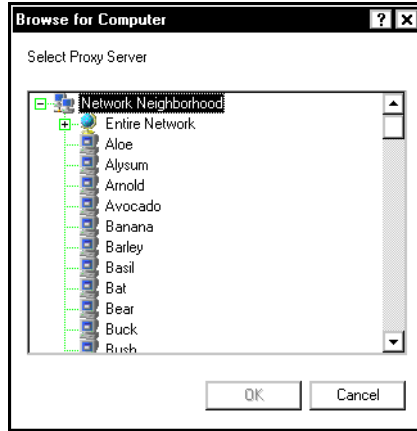 Browse for Computer
Select Proxy Server
Network Neighborhood
Entire Network
Aloe
Alysum
Arnold
Avocado
Banana
Barley
Basil
Bat
Bear
Buck
Bush
OK
Cancel